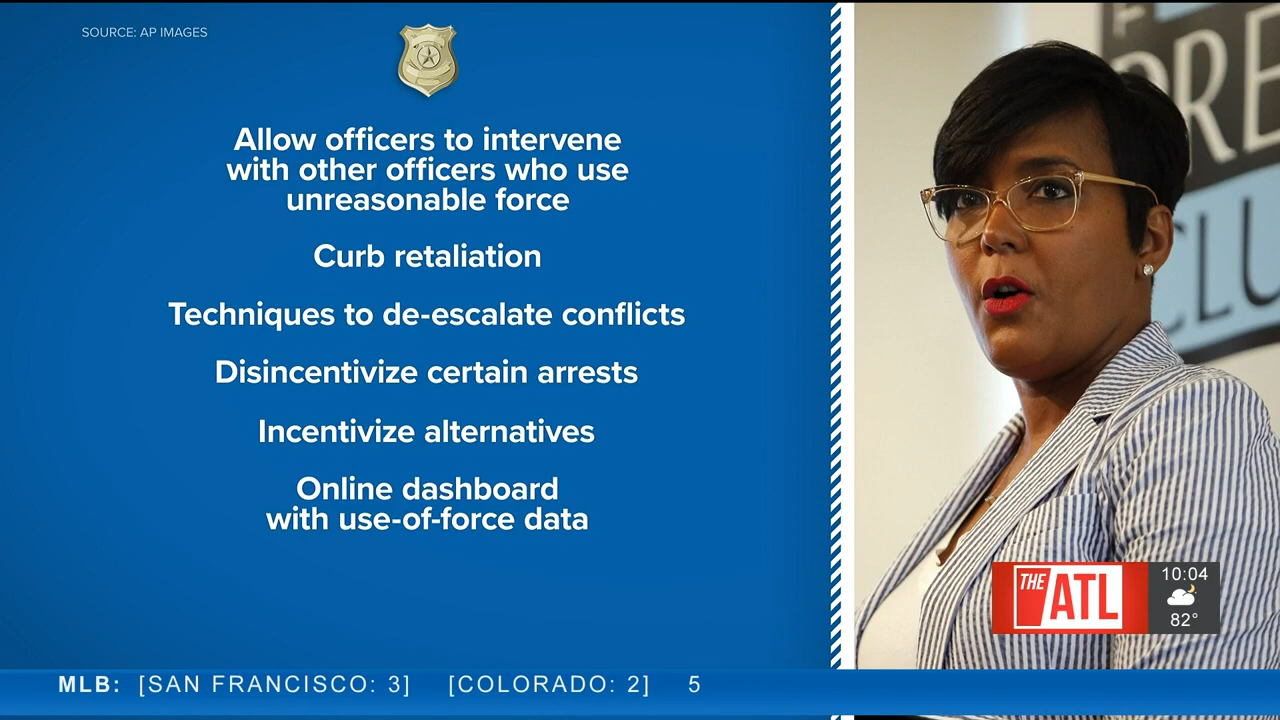 SOURCE: AP IMAGES
Allow officers to intervene
with other officers who use
unreasonable force
Curb retaliation
Techniques to de-escalate conflicts
Disincentivize certain arrests
Incentivize alternatives
Online dashboard
with use-of-force data
RE
CLU
THE ATL
10:04
82°
MLB: [SAN FRANCISCO: 3] [COLORADO: 2] 5